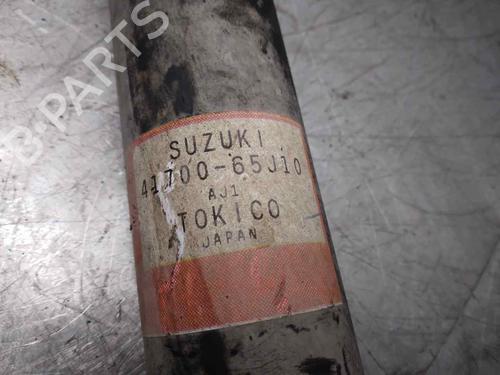 B-PARTS
SUZUKI
41700-65J10
AJ1
TOKICO
JAPAN